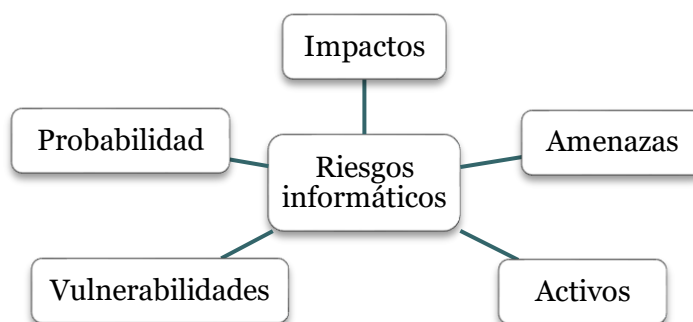 Impactos
Probabilidad
Amenazas
Riesgos
informáticos
Vulnerabilidades
Activos